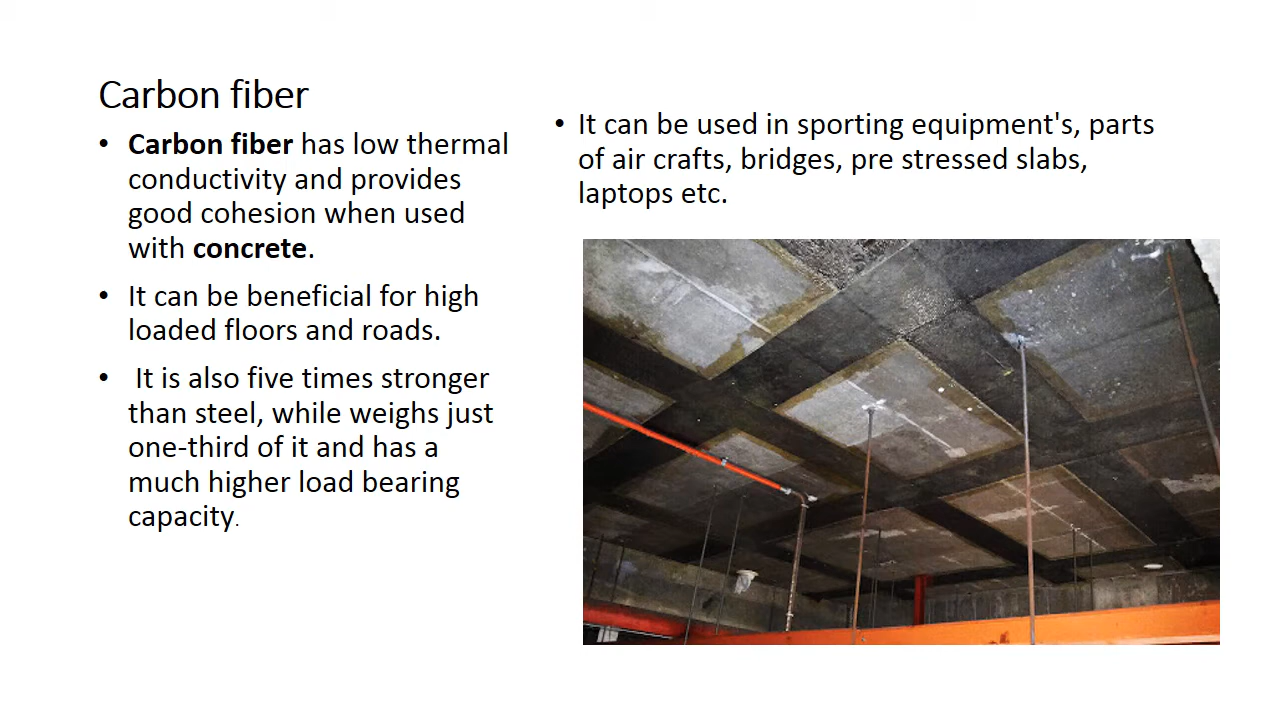 Carbon fiber
• Carbon fiber has low thermal
conductivity and provides
good cohesion when used
with concrete.
• It can be beneficial for high
loaded floors and roads.
• It is also five times stronger
than steel, while weighs just
one-third of it and has a
much higher load bearing
capacity.
• It can be used in sporting equipment's, parts
of air crafts, bridges, pre stressed slabs,
laptops etc.